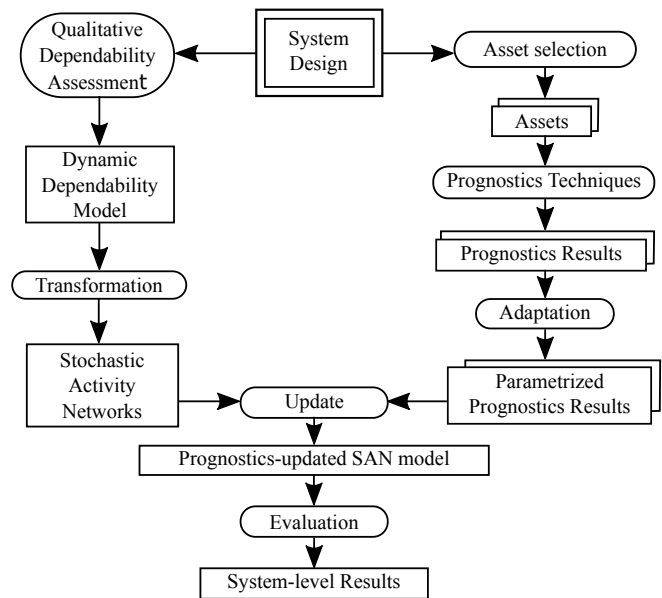 Qualitative
Dependability
Assessment
System
Design
Asset selection
Assets
Dynamic
Dependability
Model
Prognostics Techniques
Prognostics Results
Transformation
Adaptation
Stochastic
Activity
Networks
Update
Parametrized
Prognostics Results
Prognostics-updated SAN model
Evaluation
System-level Results